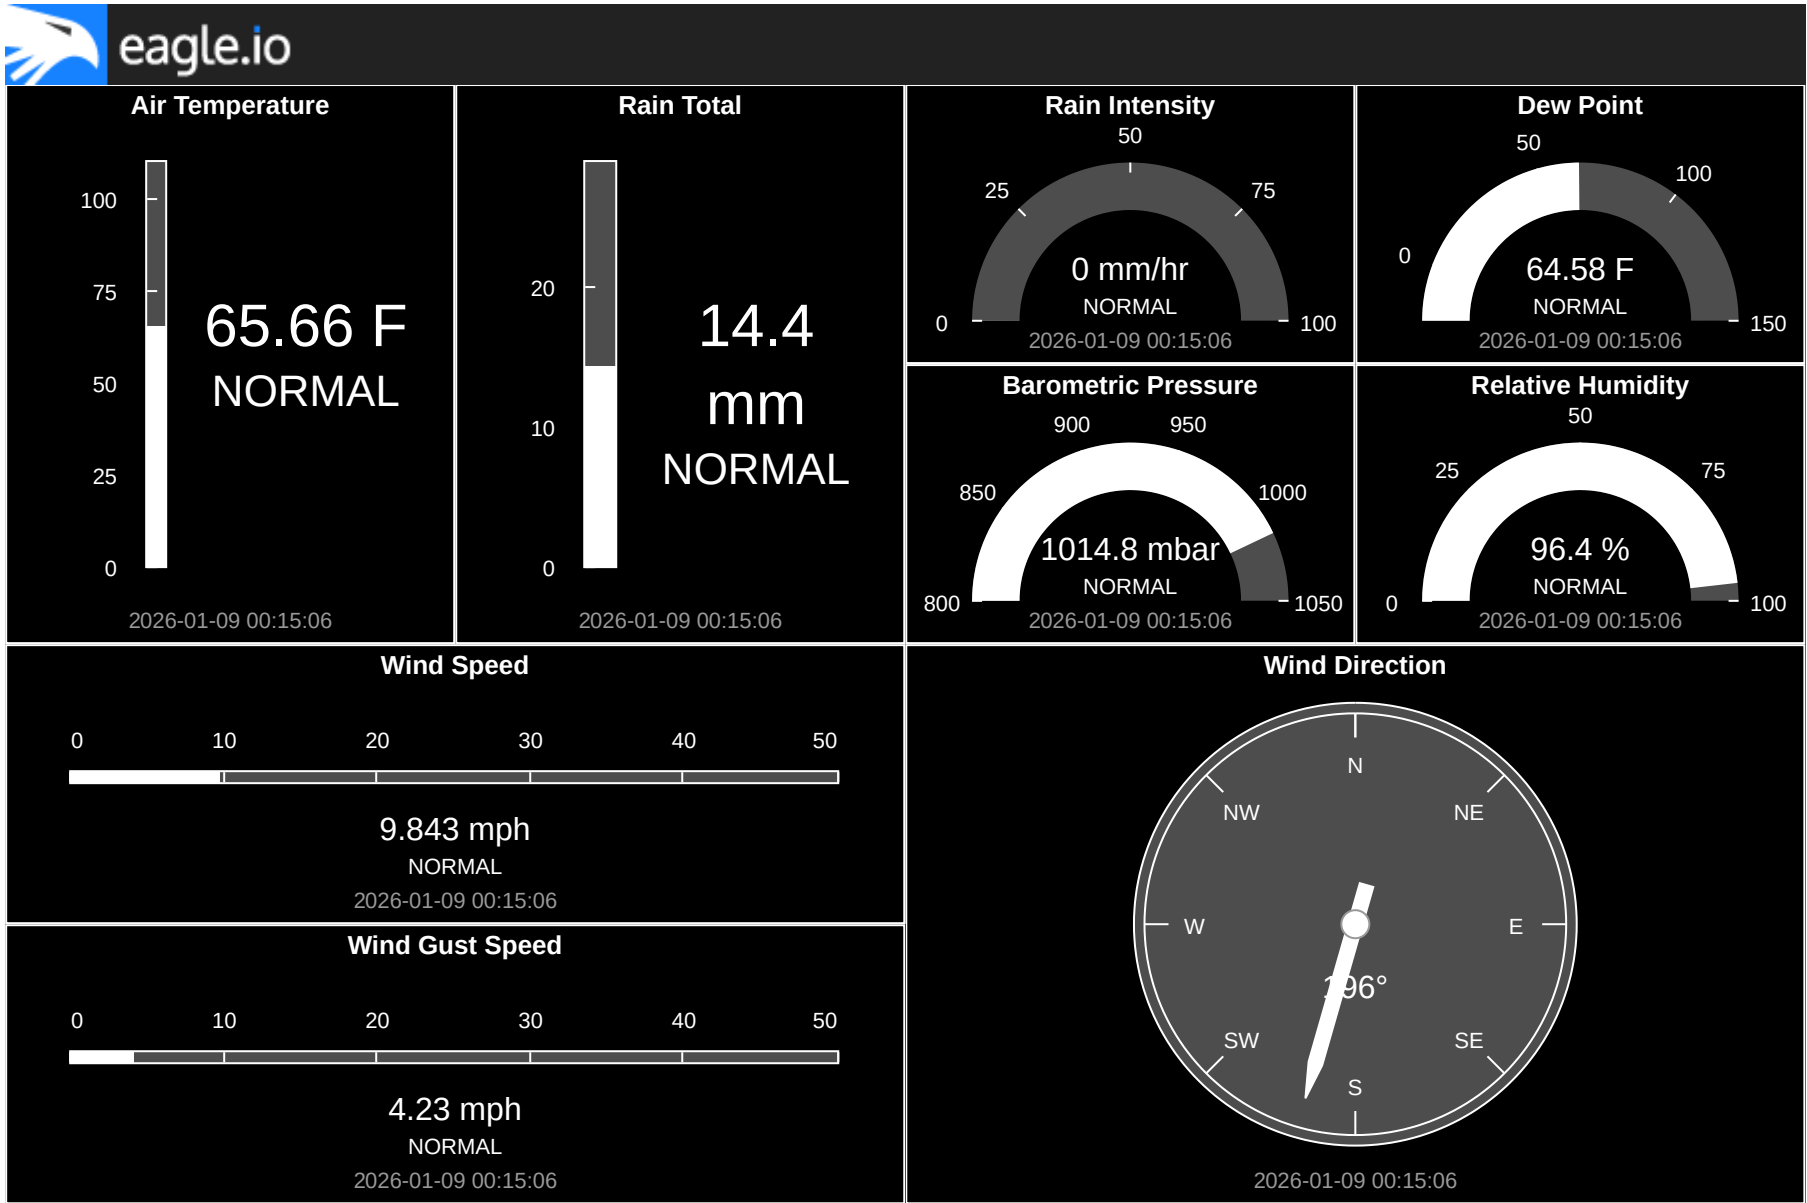 eagle.io
Air Temperature
100
75
50
25
0
65.66 F
NORMAL
2026-01-09 00:15:06
Rain Total
20
10
0
14.4
mm
NORMAL
2026-01-09 00:15:06
Rain Intensity
0
25
50
75
100
0 mm/hr
NORMAL
2026-01-09 00:15:06
Dew Point
0
50
100
150
64.58 F
NORMAL
2026-01-09 00:15:06
Barometric Pressure
800
850
900
950
1000
1050
1014.8 mbar
NORMAL
2026-01-09 00:15:06
Relative Humidity
0
25
50
75
100
96.4 %
NORMAL
2026-01-09 00:15:06
Wind Speed
0 10 20 30 40 50
9.843 mph
NORMAL
2026-01-09 00:15:06
Wind Gust Speed
0 10 20 30 40 50
4.23 mph
NORMAL
2026-01-09 00:15:06
Wind Direction
N
NW NE
W E
196°
SW SE
S
2026-01-09 00:15:06